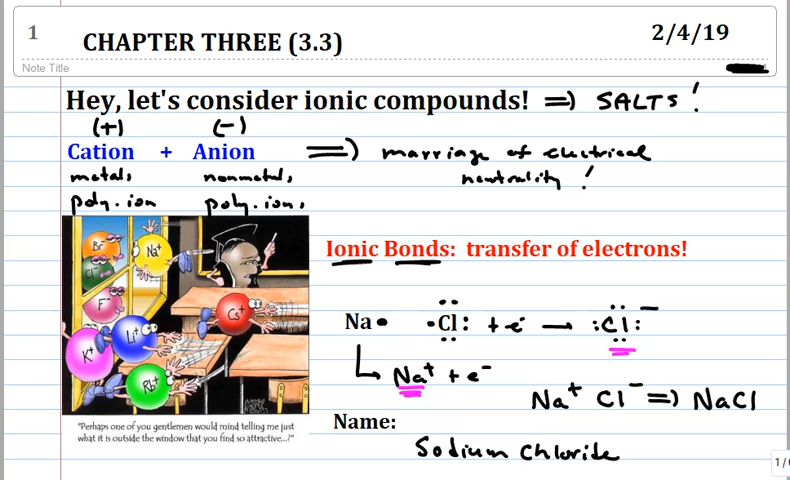 1
CHAPTER THREE (3.3)
2/4/19
Note Title
Hey, let's consider ionic compounds! ⇒ SALTS!
(+) (-)
Cation + Anion ⇒ marriage of electrical
metals nonmetals, neutrality!
poly. ion poly. ions
Br-
Cl-
F-
K+
Na+
Li+
Rb+
Cs+
Ionic Bonds: transfer of electrons!
Na• •Cl: + e- → :Cl:-
Na+ + e-
Na+ Cl- ⇒ NaCl
Name:
Sodium Chloride
"Perhaps one of you gentlemen would mind telling me just
what it is outside the window that you find so attractive...?"
1/